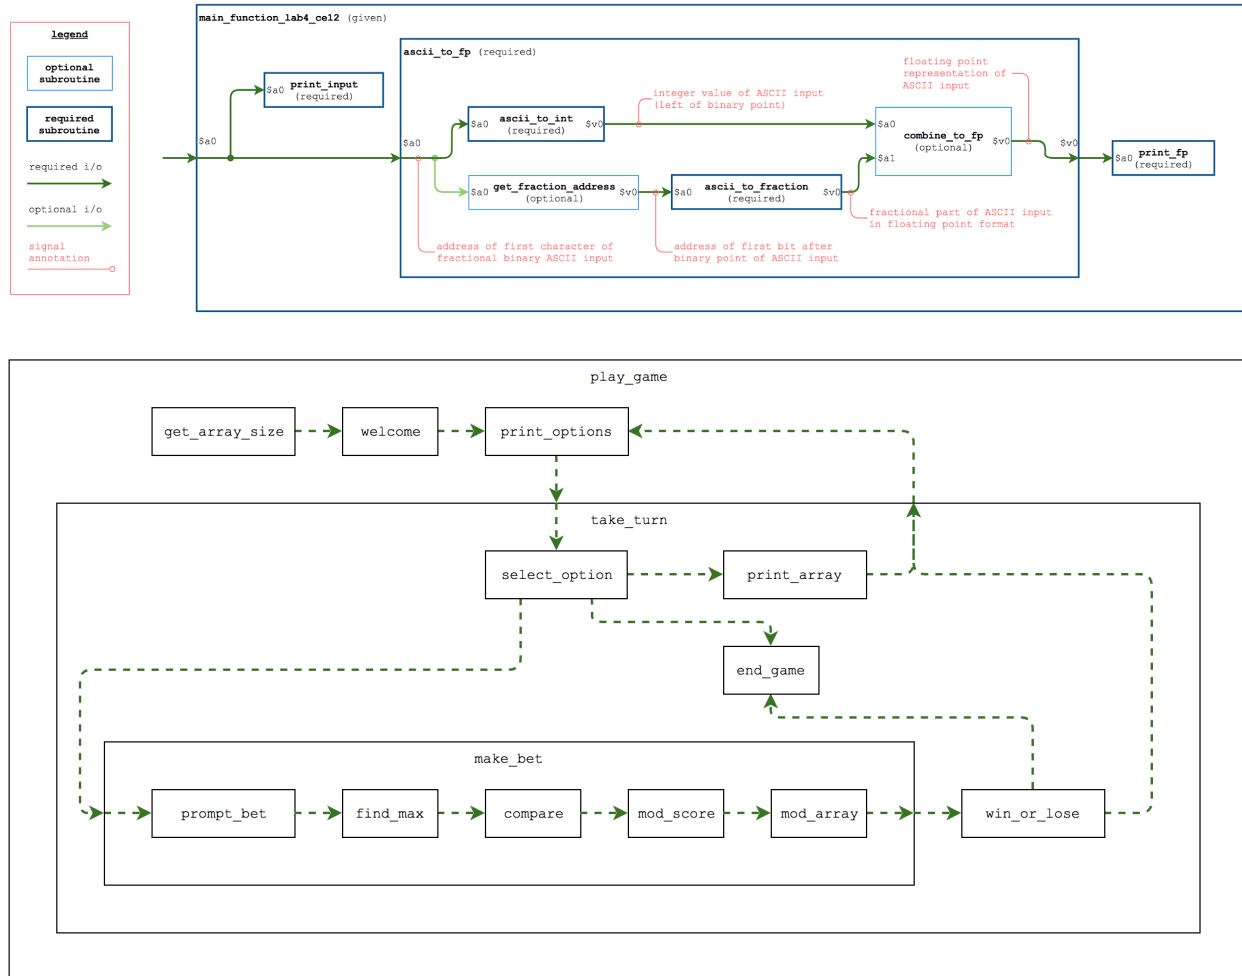 main_function_lab4_ce12 (given)
legend
optional
subroutine
required
subroutine
required i/o
optional i/o
signal
annotation
$a0
$a0 print_input
(required)
ascii_to_fp (required)
$a0
$a0 ascii_to_int $v0
(required)
integer value of ASCII input
(left of binary point)
floating point
representation of
ASCII input
$a0
combine_to_fp
(optional)
$v0
$a1
$v0
$a0 print_fp
(required)
$a0 get_fraction_address $v0
(optional)
$a0 ascii_to_fraction $v0
(required)
address of first character of
fractional binary ASCII input
address of first bit after
binary point of ASCII input
fractional part of ASCII input
in floating point format
play_game
get_array_size
welcome
print_options
take_turn
select_option
print_array
end_game
make_bet
prompt_bet
find_max
compare
mod_score
mod_array
win_or_lose